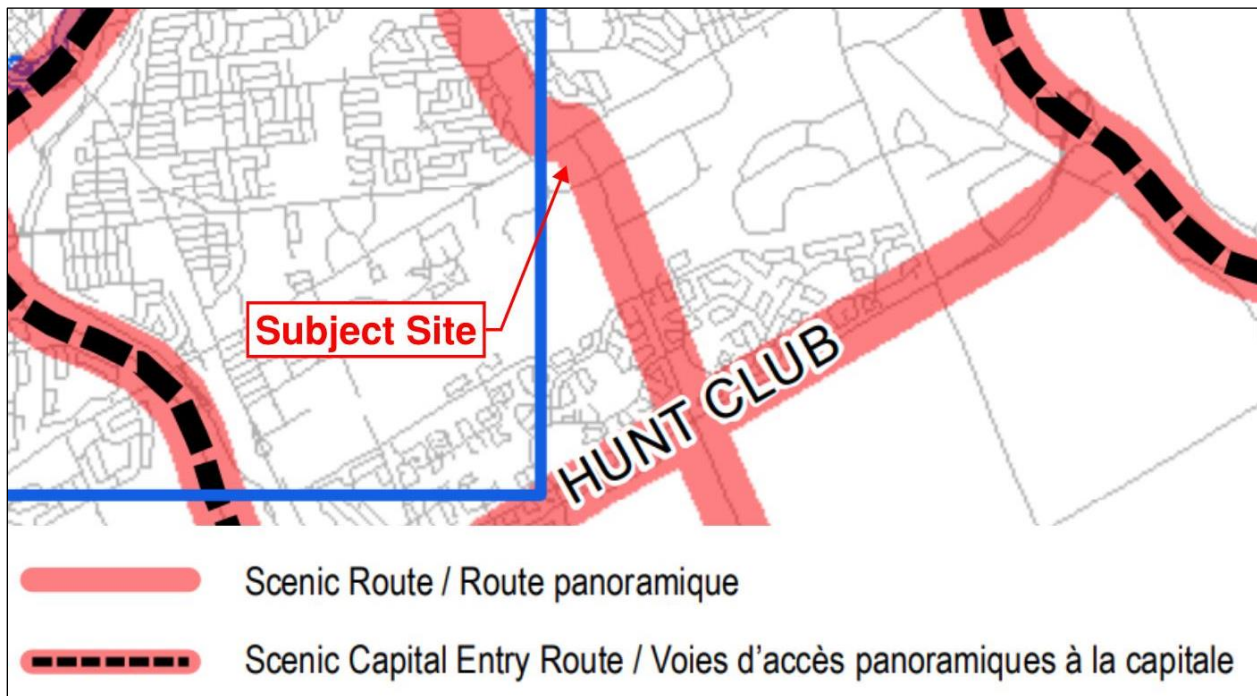 Subject Site
HUNT CLUB
Scenic Route / Route panoramique
Scenic Capital Entry Route / Voies d'accès panoramiques à la capitale